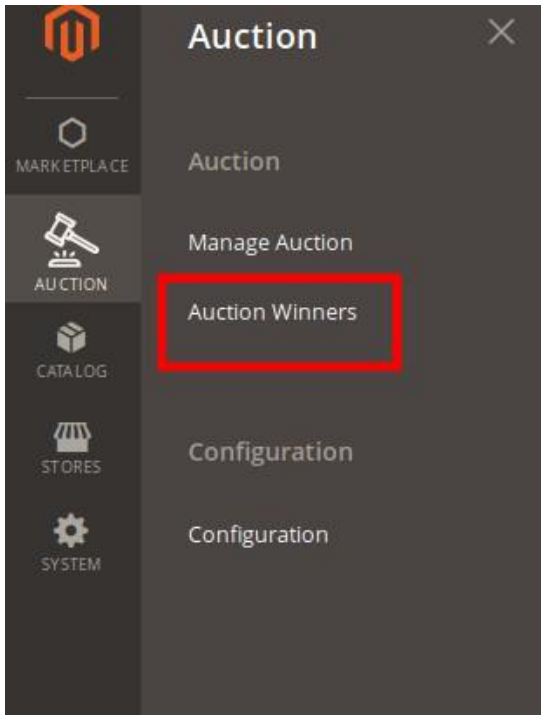 MARKETPLACE
AUCTION
CATALOG
STORES
SYSTEM
Auction
Auction
Manage Auction
Auction Winners
Configuration
Configuration